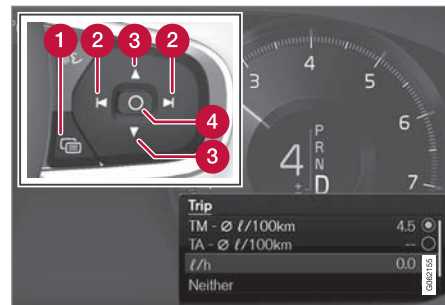 1
2
3
2
4
3
3
4
5
6
7
4
P
R
N
D
±
Trip
TM - Ø ℓ/100km 4.5
TA - Ø ℓ/100km --
ℓ/h 0.0
Neither
G062155